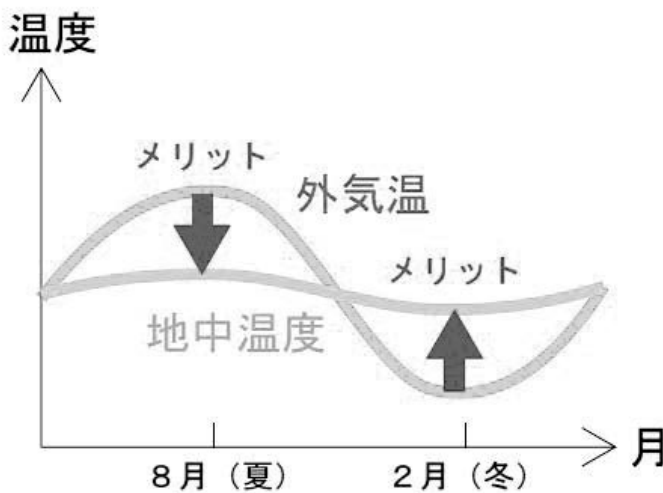 温度
メリット
外気温
メリット
地中温度
月
８月（夏）
２月（冬）